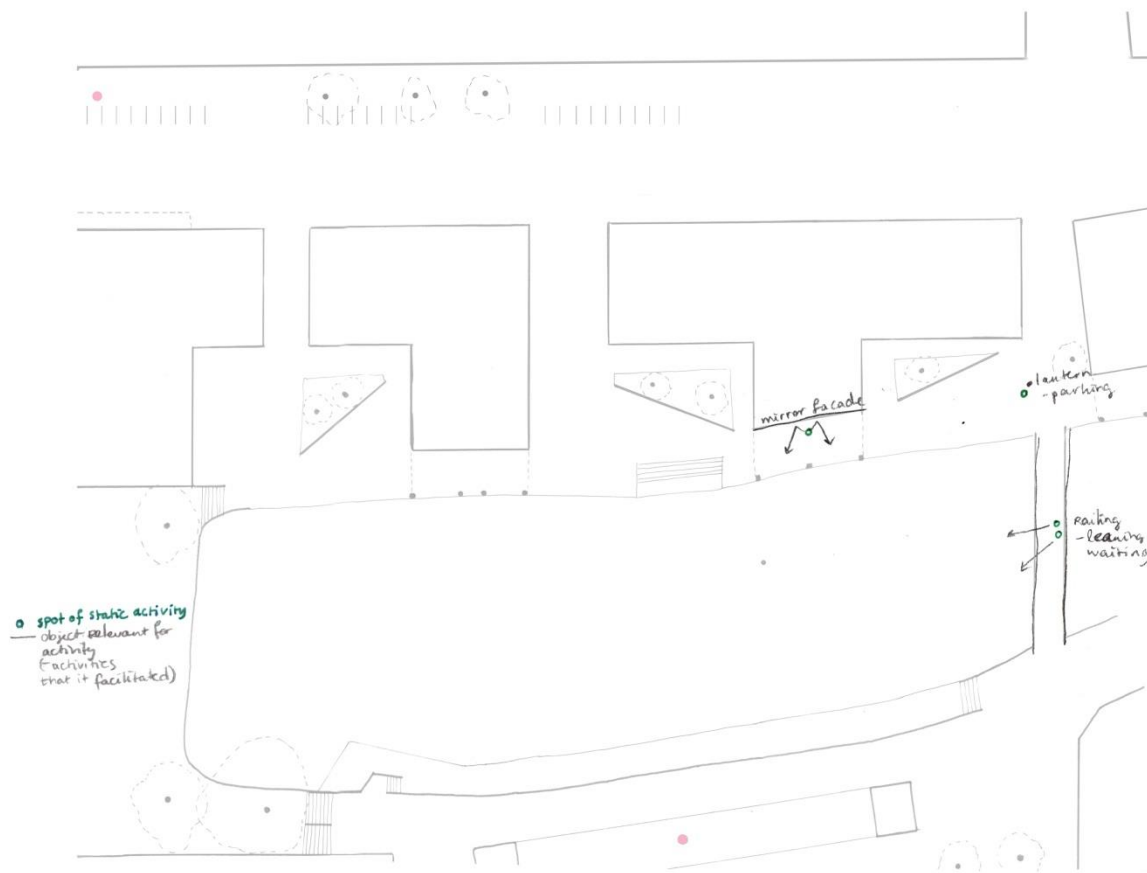 mirror facade
lantern
- parking
railing
- leaning
waiting
spot of static activity
object relevant for
activity
(-activities
that it facilitated)